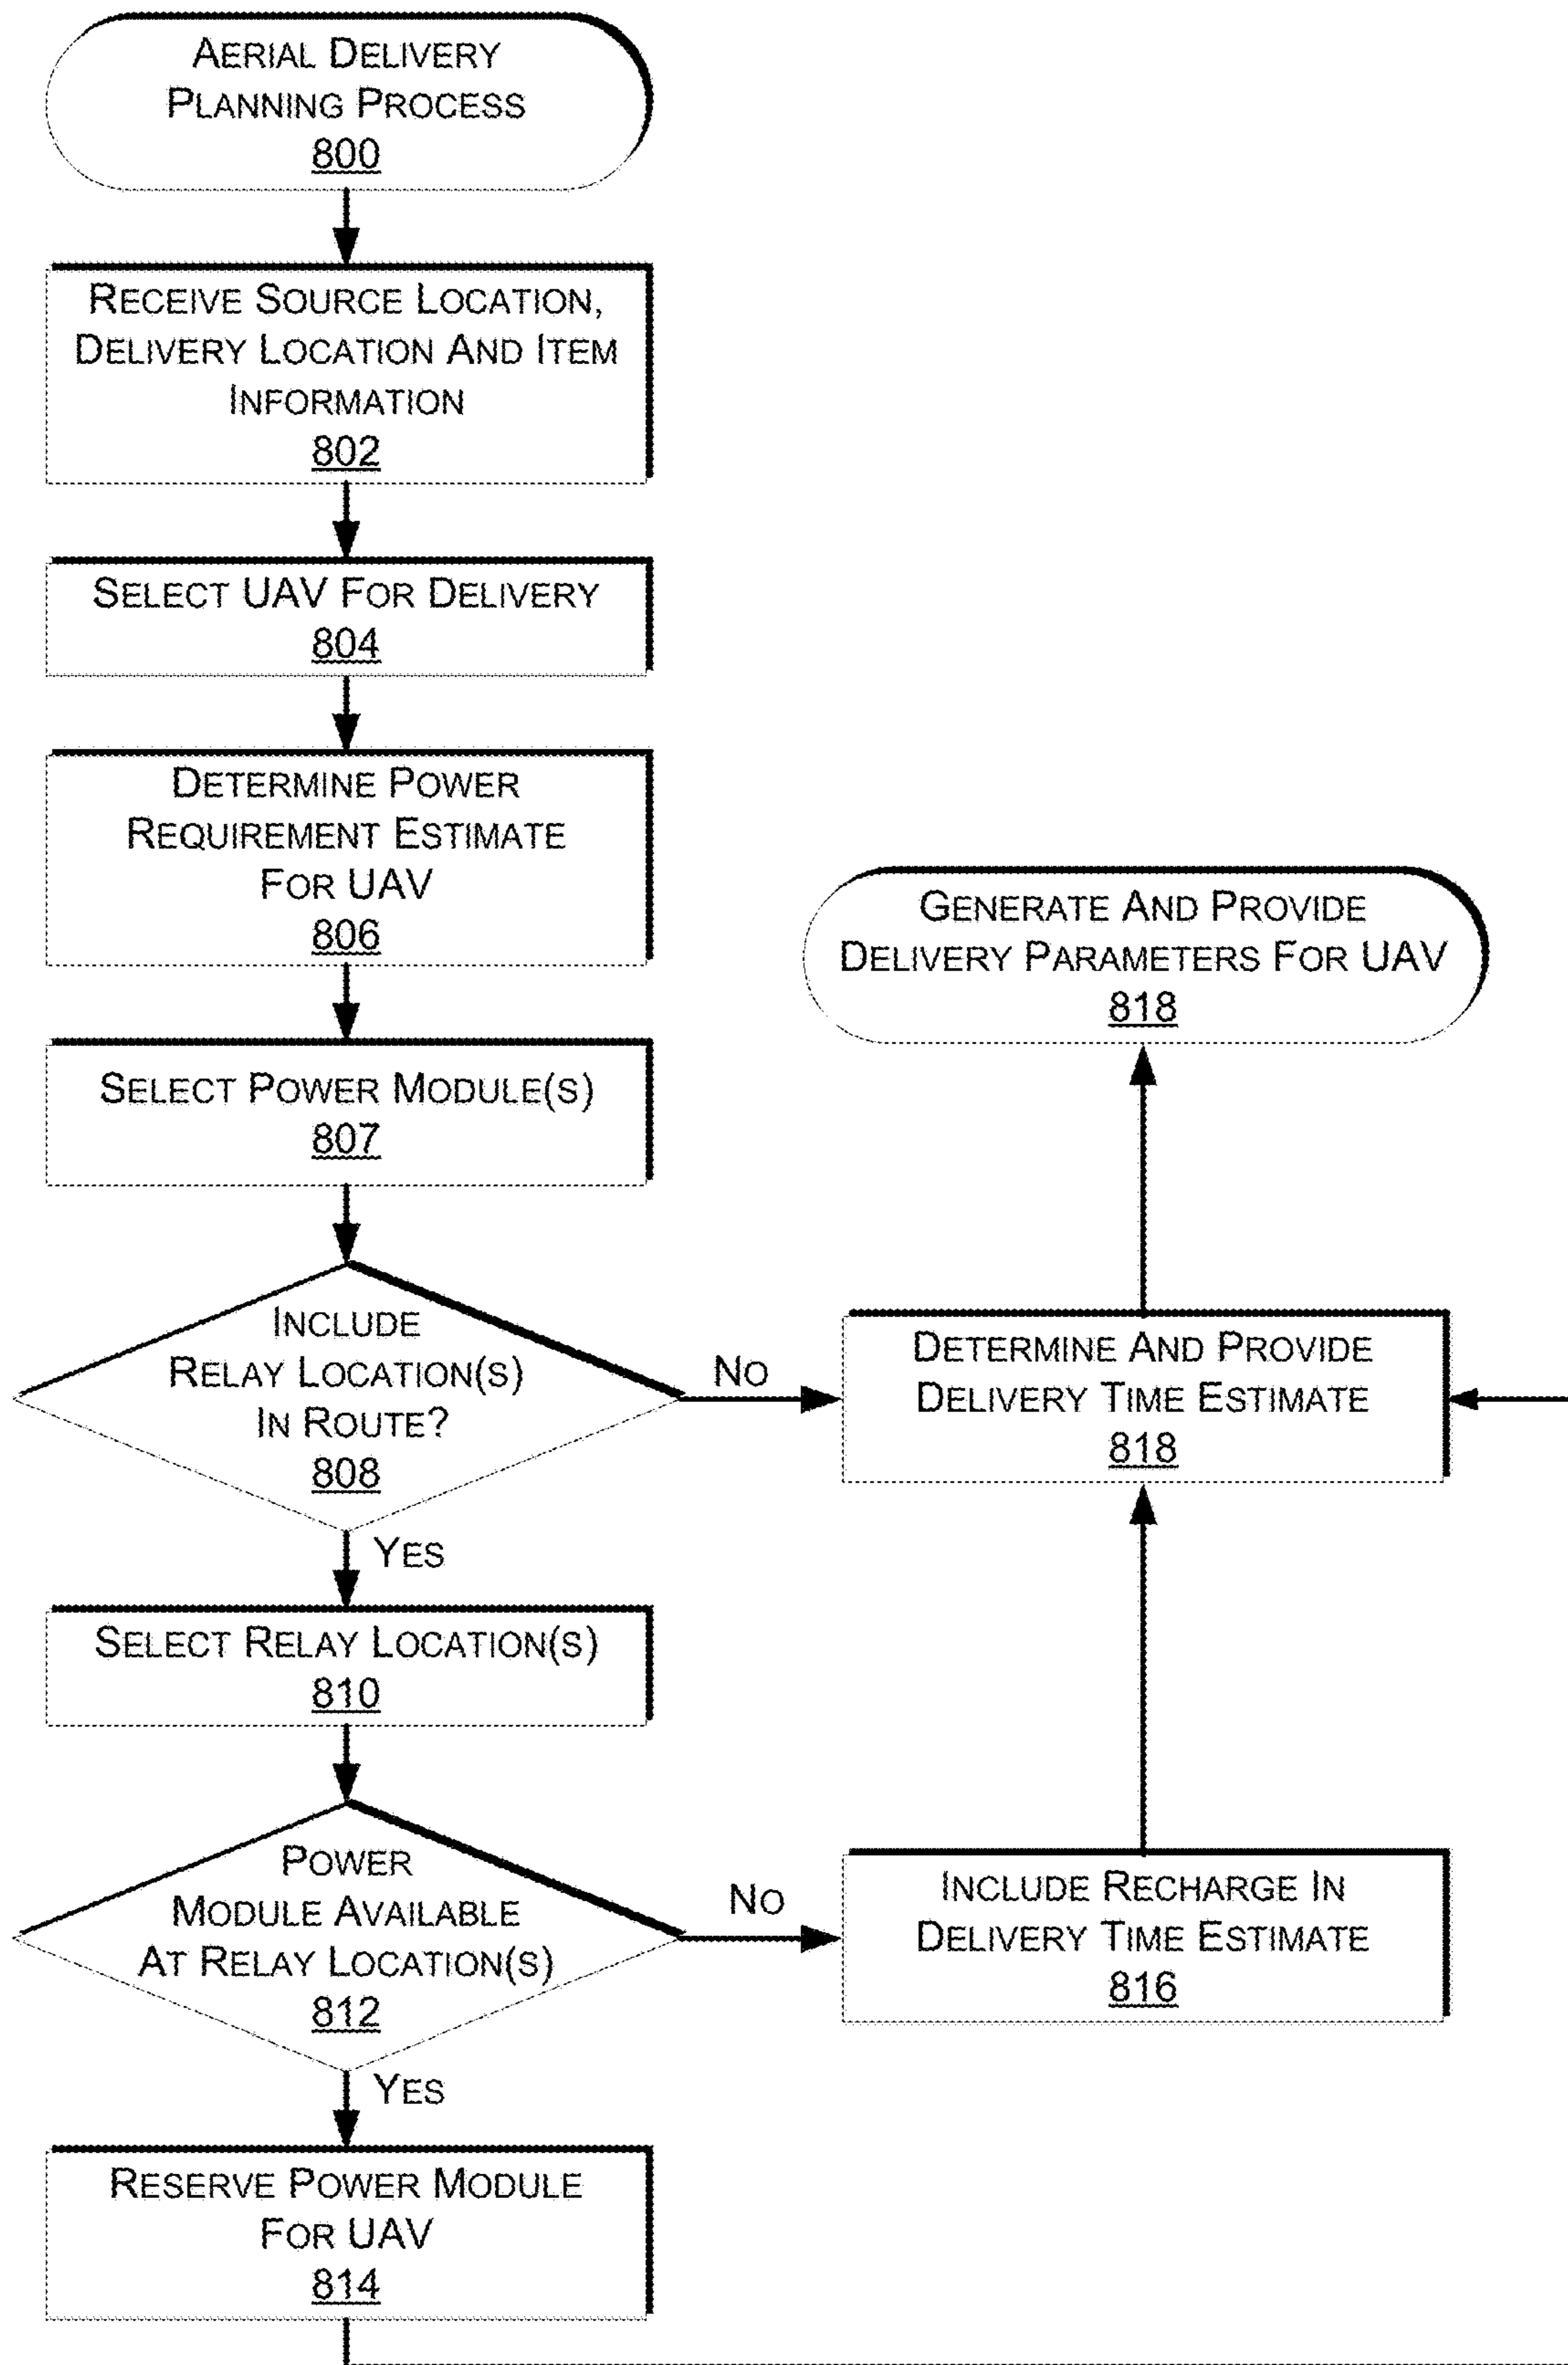 AERIAL DELIVERY
PLANNING PROCESS
800
RECEIVE SOURCE LOCATION,
DELIVERY LOCATION AND ITEM
INFORMATION
802
SELECT UAV FOR DELIVERY
804
DETERMINE POWER
REQUIREMENT ESTIMATE
FOR UAV
806
SELECT POWER MODULE(S)
807
INCLUDE
RELAY LOCATION(S)
IN ROUTE?
808
NO
YES
SELECT RELAY LOCATION(S)
810
POWER
MODULE AVAILABLE
AT RELAY LOCATION(S)
812
NO
YES
RESERVE POWER MODULE
FOR UAV
814
GENERATE AND PROVIDE
DELIVERY PARAMETERS FOR UAV
818
DETERMINE AND PROVIDE
DELIVERY TIME ESTIMATE
818
INCLUDE RECHARGE IN
DELIVERY TIME ESTIMATE
816